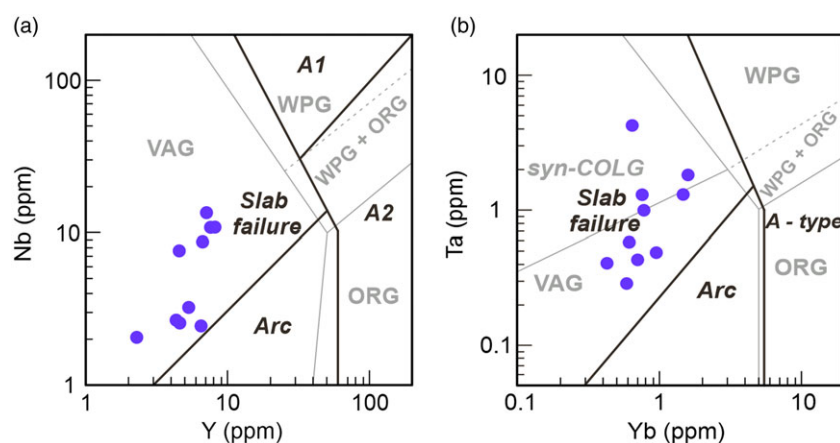 (a)
100
10
1
Nb (ppm)
A1
WPG
WPG + ORG
VAG
Slab
failure
A2
ORG
Arc
1
10
100
Y (ppm)
(b)
10
1
0.1
Ta (ppm)
WPG
WPG + ORG
syn-COLG
Slab
failure
A - type
VAG
Arc
ORG
0.1
1
10
Yb (ppm)